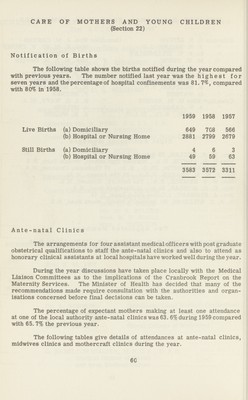 CARE OF MOTHERS AND YOUNG CHILDREN
(Section 22)
Notification of Births
The following table shows the births notified during the year compared
with previous years. The number notified last year was the highest for
seven years and the percentage of hospital confinements was 81.7%, compared
with 80% in 1958.
1959 1958 1957
Live Births (a) Domiciliary 649 708 566
(b) Hospital or Nursing Home 2881 2799 2679
Still Births (a) Domiciliary 4 6 3
(b) Hospital or Nursing Home 49 59 63
3583 3572 3311
Ante-natal Clinics
The arrangements for four assistant medical officers with post graduate
obstetrical qualifications to staff the ante-natal clinics and also to attend as
honorary clinical assistants at local hospitals have worked well during the year.
During the year discussions have taken place locally with the Medical
Liaison Committees as to the implications of the Cranbrook Report on the
Maternity Services. The Minister of Health has decided that many of the
recommendations made require consultation with the authorities and organ-
isations concerned before final decisions can be taken.
The percentage of expectant mothers making at least one attendance
at one of the local authority ante-natal clinics was 63.6% during 1959 compared
with 65.7% the previous year.
The following tables give details of attendances at ante-natal clinics,
midwives clinics and mothercraft clinics during the year.
60